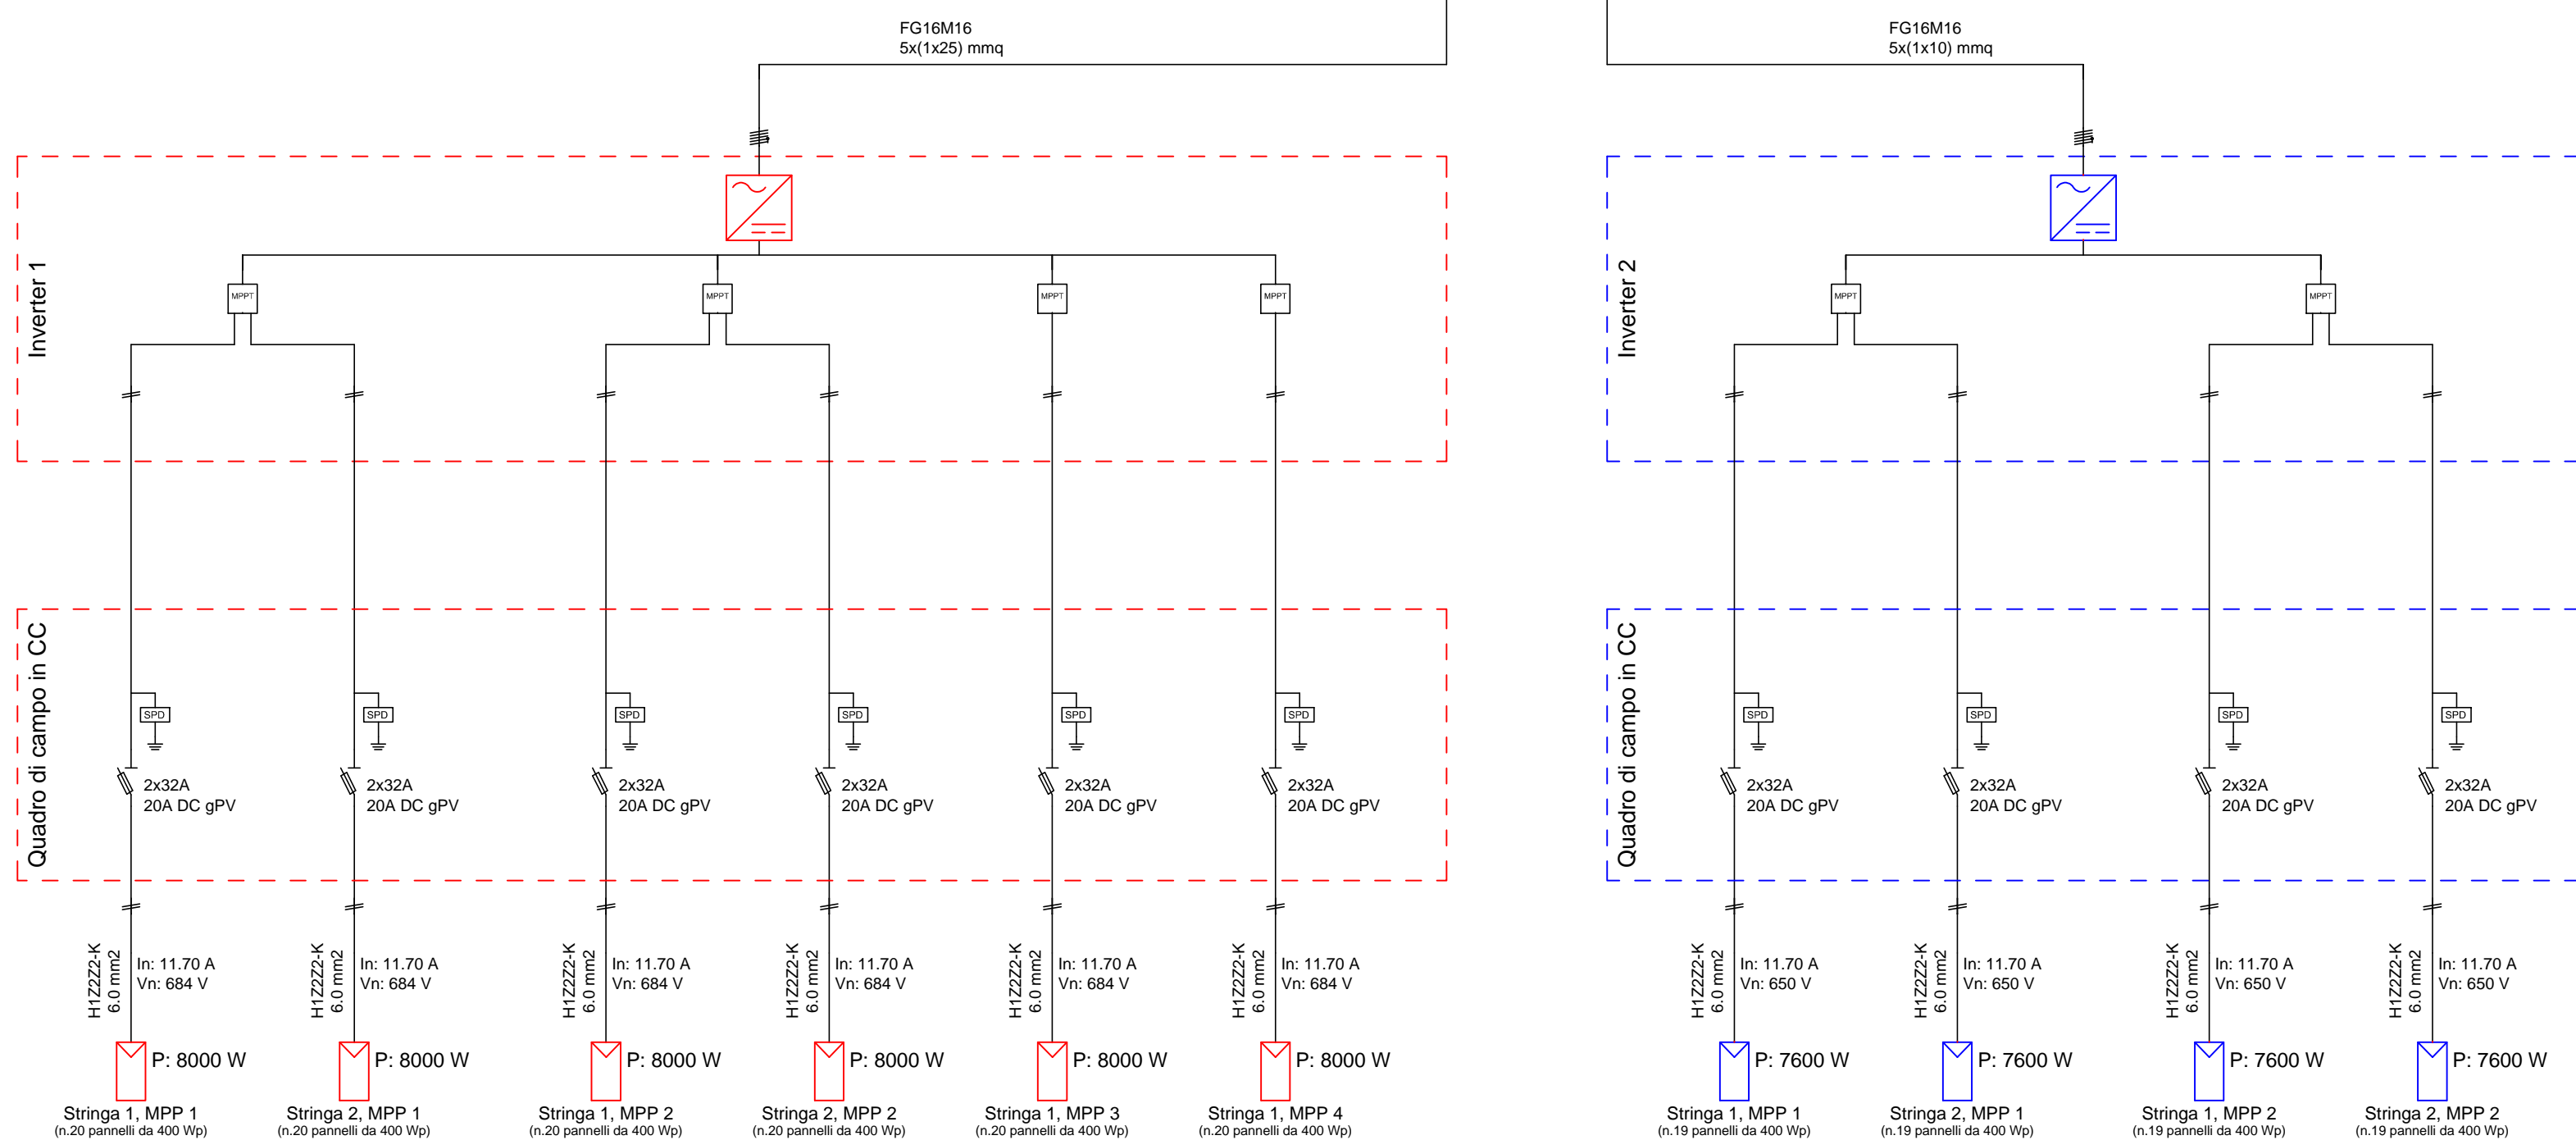 FG16M16
5x(1x25) mmq
FG16M16
5x(1x10) mmq
Inverter 1
MPPT
MPPT
MPPT
MPPT
Inverter 2
MPPT
MPPT
Quadro di campo in CC
SPD
SPD
SPD
SPD
SPD
SPD
2x32A
20A DC gPV
2x32A
20A DC gPV
2x32A
20A DC gPV
2x32A
20A DC gPV
2x32A
20A DC gPV
2x32A
20A DC gPV
Quadro di campo in CC
SPD
SPD
SPD
SPD
2x32A
20A DC gPV
2x32A
20A DC gPV
2x32A
20A DC gPV
2x32A
20A DC gPV
H1Z2Z2-K
6.0 mm2
In: 11.70 A
Vn: 684 V
H1Z2Z2-K
6.0 mm2
In: 11.70 A
Vn: 684 V
H1Z2Z2-K
6.0 mm2
In: 11.70 A
Vn: 684 V
H1Z2Z2-K
6.0 mm2
In: 11.70 A
Vn: 684 V
H1Z2Z2-K
6.0 mm2
In: 11.70 A
Vn: 684 V
H1Z2Z2-K
6.0 mm2
In: 11.70 A
Vn: 684 V
H1Z2Z2-K
6.0 mm2
In: 11.70 A
Vn: 650 V
H1Z2Z2-K
6.0 mm2
In: 11.70 A
Vn: 650 V
H1Z2Z2-K
6.0 mm2
In: 11.70 A
Vn: 650 V
H1Z2Z2-K
6.0 mm2
In: 11.70 A
Vn: 650 V
P: 8000 W
Stringa 1, MPP 1
(n.20 pannelli da 400 Wp)
P: 8000 W
Stringa 2, MPP 1
(n.20 pannelli da 400 Wp)
P: 8000 W
Stringa 1, MPP 2
(n.20 pannelli da 400 Wp)
P: 8000 W
Stringa 2, MPP 2
(n.20 pannelli da 400 Wp)
P: 8000 W
Stringa 1, MPP 3
(n.20 pannelli da 400 Wp)
P: 8000 W
Stringa 1, MPP 4
(n.20 pannelli da 400 Wp)
P: 7600 W
Stringa 1, MPP 1
(n.19 pannelli da 400 Wp)
P: 7600 W
Stringa 2, MPP 1
(n.19 pannelli da 400 Wp)
P: 7600 W
Stringa 1, MPP 2
(n.19 pannelli da 400 Wp)
P: 7600 W
Stringa 2, MPP 2
(n.19 pannelli da 400 Wp)